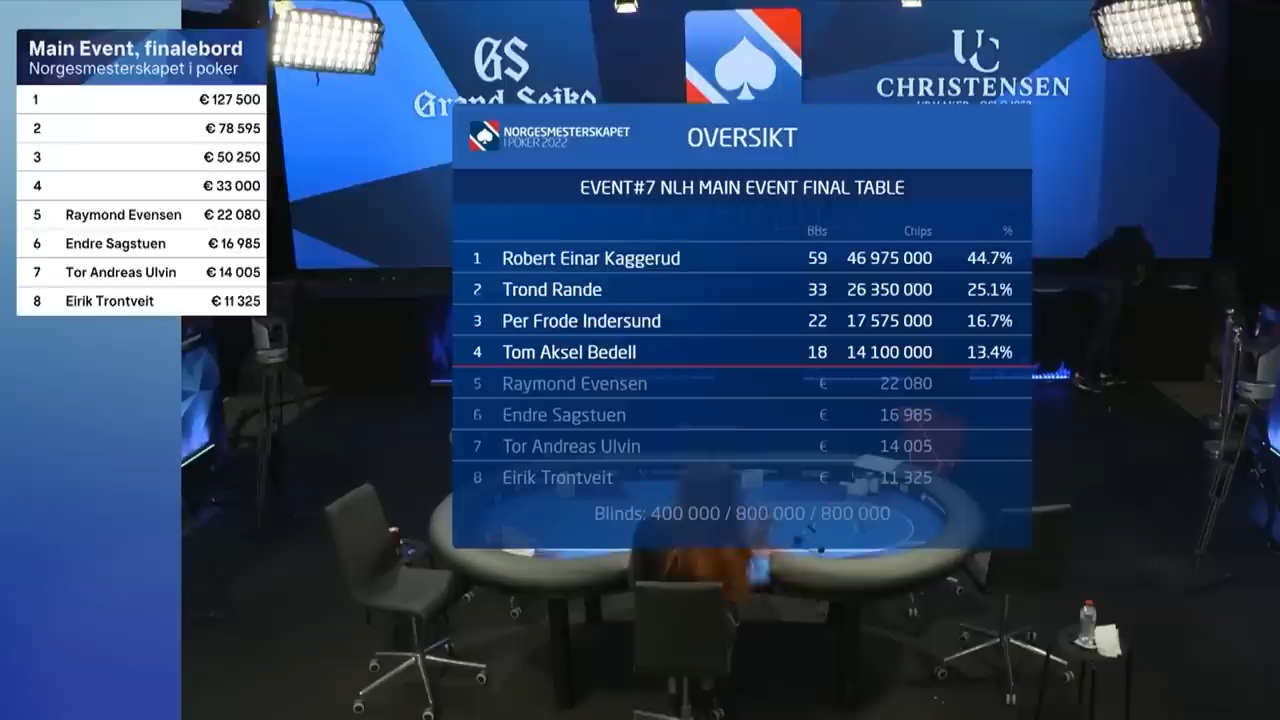 Main Event, finalebord
Norgesmesterskapet i poker
1 € 127 500
2 € 78 595
3 € 50 250
4 € 33 000
5 Raymond Evensen € 22 080
6 Endre Sagstuen € 16 985
7 Tor Andreas Ulvin € 14 005
8 Eirik Trontveit € 11 325
GS
Grand Seiko
UC
CHRISTENSEN
NORGESMESTERSKAPET
I POKER 2022
OVERSIKT
EVENT#7 NLH MAIN EVENT FINAL TABLE
BBs Chips %
1 Robert Einar Kaggerud 59 46 975 000 44.7%
2 Trond Rande 33 26 350 000 25.1%
3 Per Frode Indersund 22 17 575 000 16.7%
4 Tom Aksel Bedell 18 14 100 000 13.4%
5 Raymond Evensen € 22 080
6 Endre Sagstuen € 16 985
7 Tor Andreas Ulvin € 14 005
8 Eirik Trontveit € 11 325
Blinds: 400 000 / 800 000 / 800 000